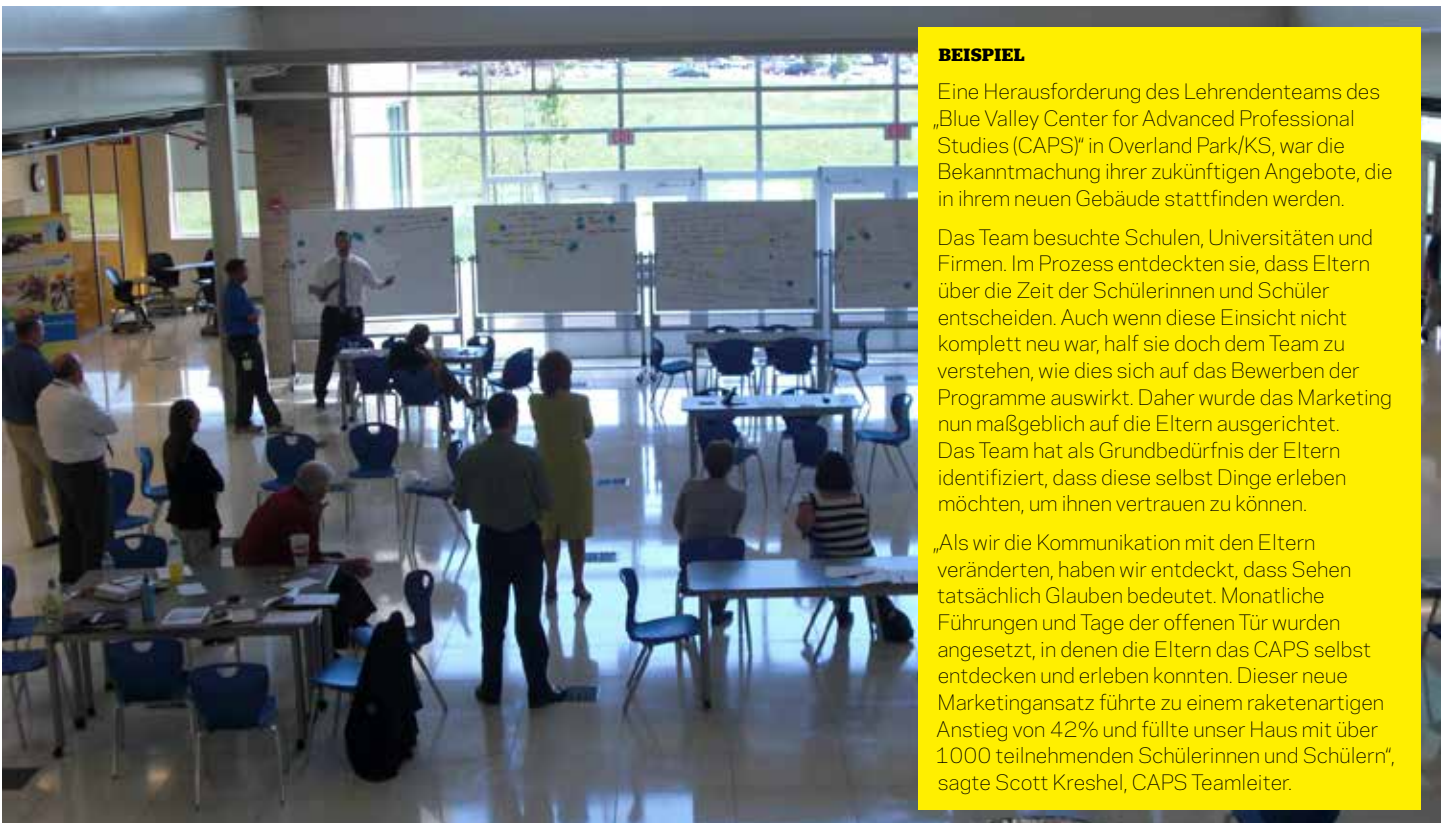 BEISPIEL
Eine Herausforderung des Lehrendenteams des
„Blue Valley Center for Advanced Professional
Studies (CAPS)“ in Overland Park/KS, war die
Bekanntmachung ihrer zukünftigen Angebote, die
in ihrem neuen Gebäude stattfinden werden.
Das Team besuchte Schulen, Universitäten und
Firmen. Im Prozess entdeckten sie, dass Eltern
über die Zeit der Schülerinnen und Schüler
entscheiden. Auch wenn diese Einsicht nicht
komplett neu war, half sie doch dem Team zu
verstehen, wie dies sich auf das Bewerben der
Programme auswirkt. Daher wurde das Marketing
nun maßgeblich auf die Eltern ausgerichtet.
Das Team hat als Grundbedürfnis der Eltern
identifiziert, dass diese selbst Dinge erleben
möchten, um ihnen vertrauen zu können.
„Als wir die Kommunikation mit den Eltern
veränderten, haben wir entdeckt, dass Sehen
tatsächlich Glauben bedeutet. Monatliche
Führungen und Tage der offenen Tür wurden
angesetzt, in denen die Eltern das CAPS selbst
entdecken und erleben konnten. Dieser neue
Marketingansatz führte zu einem raketenartigen
Anstieg von 42% und füllte unser Haus mit über
1000 teilnehmenden Schülerinnen und Schülern“,
sagte Scott Kreshel, CAPS Teamleiter.